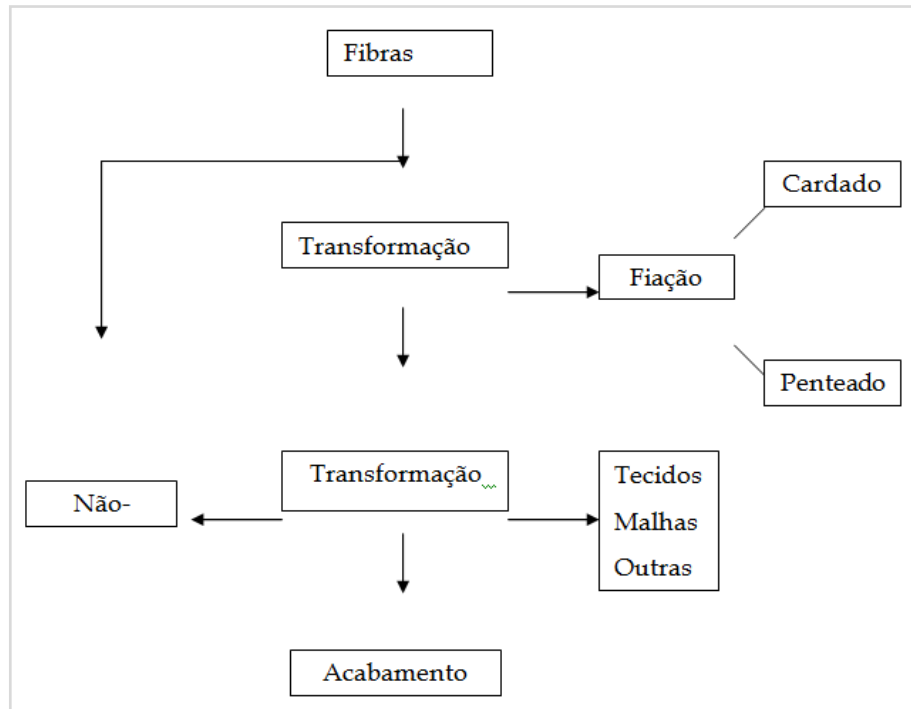 Fibras
Cardado
Transformação
Fiação
Penteado
Transformação
Não-
Tecidos
Malhas
Outras
Acabamento